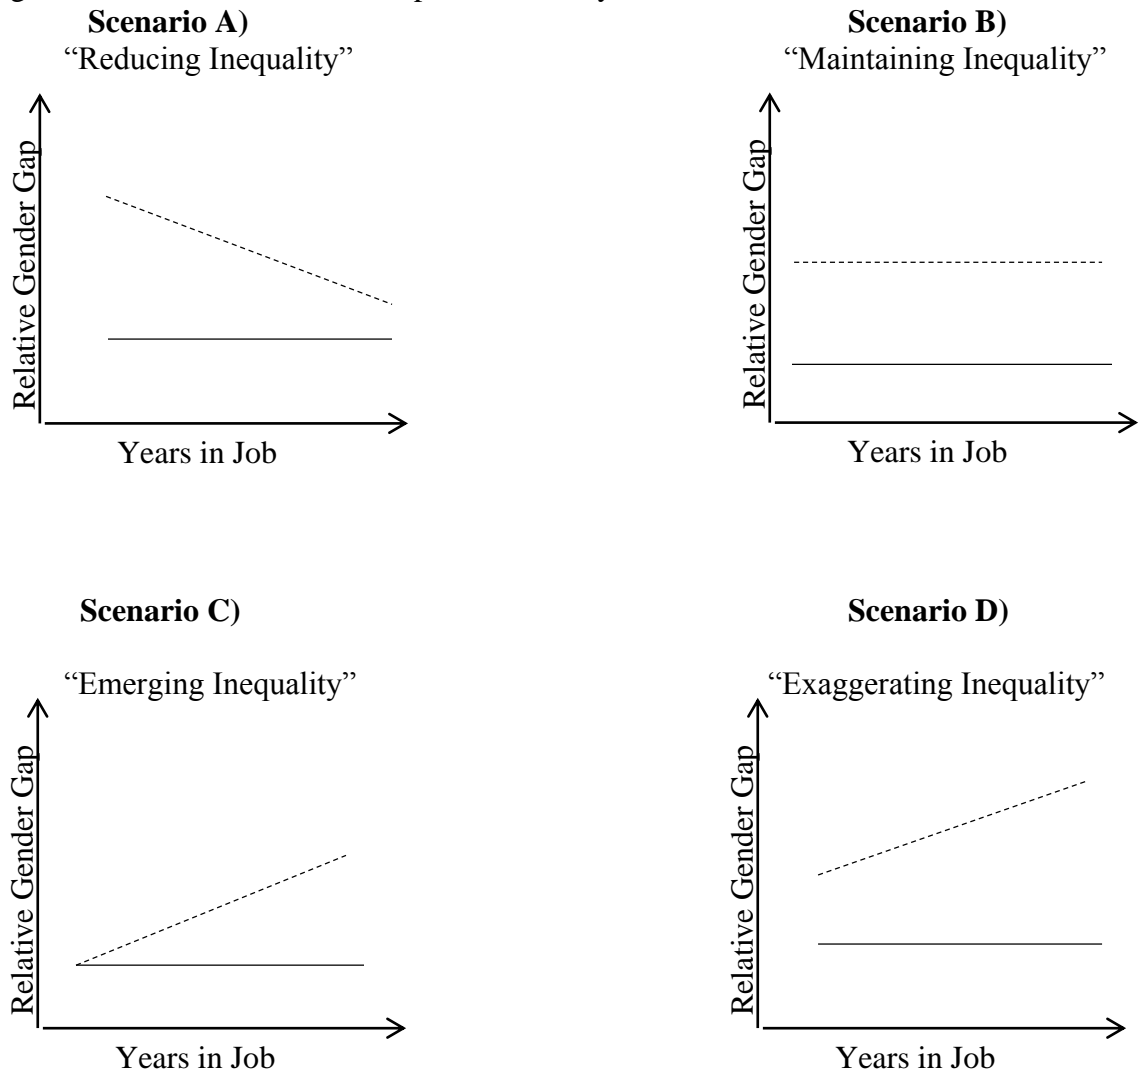 Scenario A)
“Reducing Inequality”
Relative Gender Gap
Years in Job
Scenario B)
“Maintaining Inequality”
Relative Gender Gap
Years in Job
Scenario C)
“Emerging Inequality”
Relative Gender Gap
Years in Job
Scenario D)
“Exaggerating Inequality”
Relative Gender Gap
Years in Job